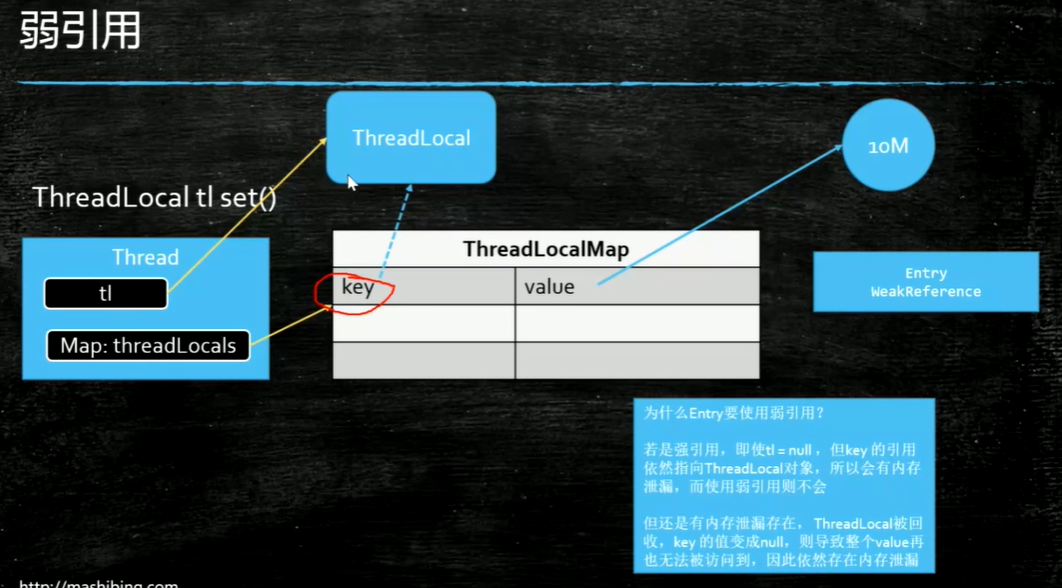 弱引用
ThreadLocal
10M
ThreadLocal tl set()
Thread
tl
Map: threadLocals
ThreadLocalMap
key
value
Entry
WeakReference
为什么Entry要使用弱引用？
若是强引用，即使tl = null ，但key 的引用
依然指向ThreadLocal对象，所以会有内存
泄漏，而使用弱引用则不会
但还是有内存泄漏存在， ThreadLocal被回
收，key 的值变成null，则导致整个value再
也无法被访问到，因此依然存在内存泄漏
http://mashibing.com